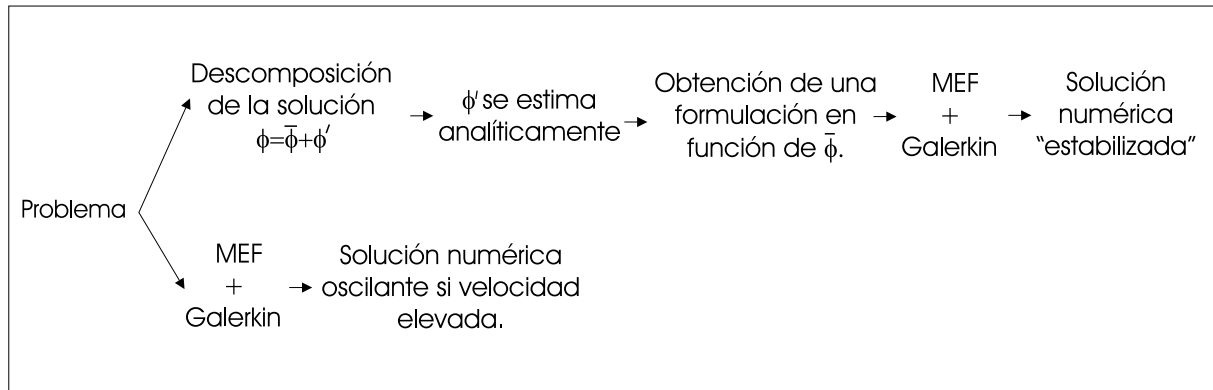 Descomposición
de la solución
ϕ=ϕ̄+ϕ′
ϕ′ se estima
analíticamente
Obtención de una
formulación en
función de ϕ̄.
MEF
+
Galerkin
Solución
numérica
“estabilizada”
Problema
MEF
+
Galerkin
Solución numérica
oscilante si velocidad
elevada.